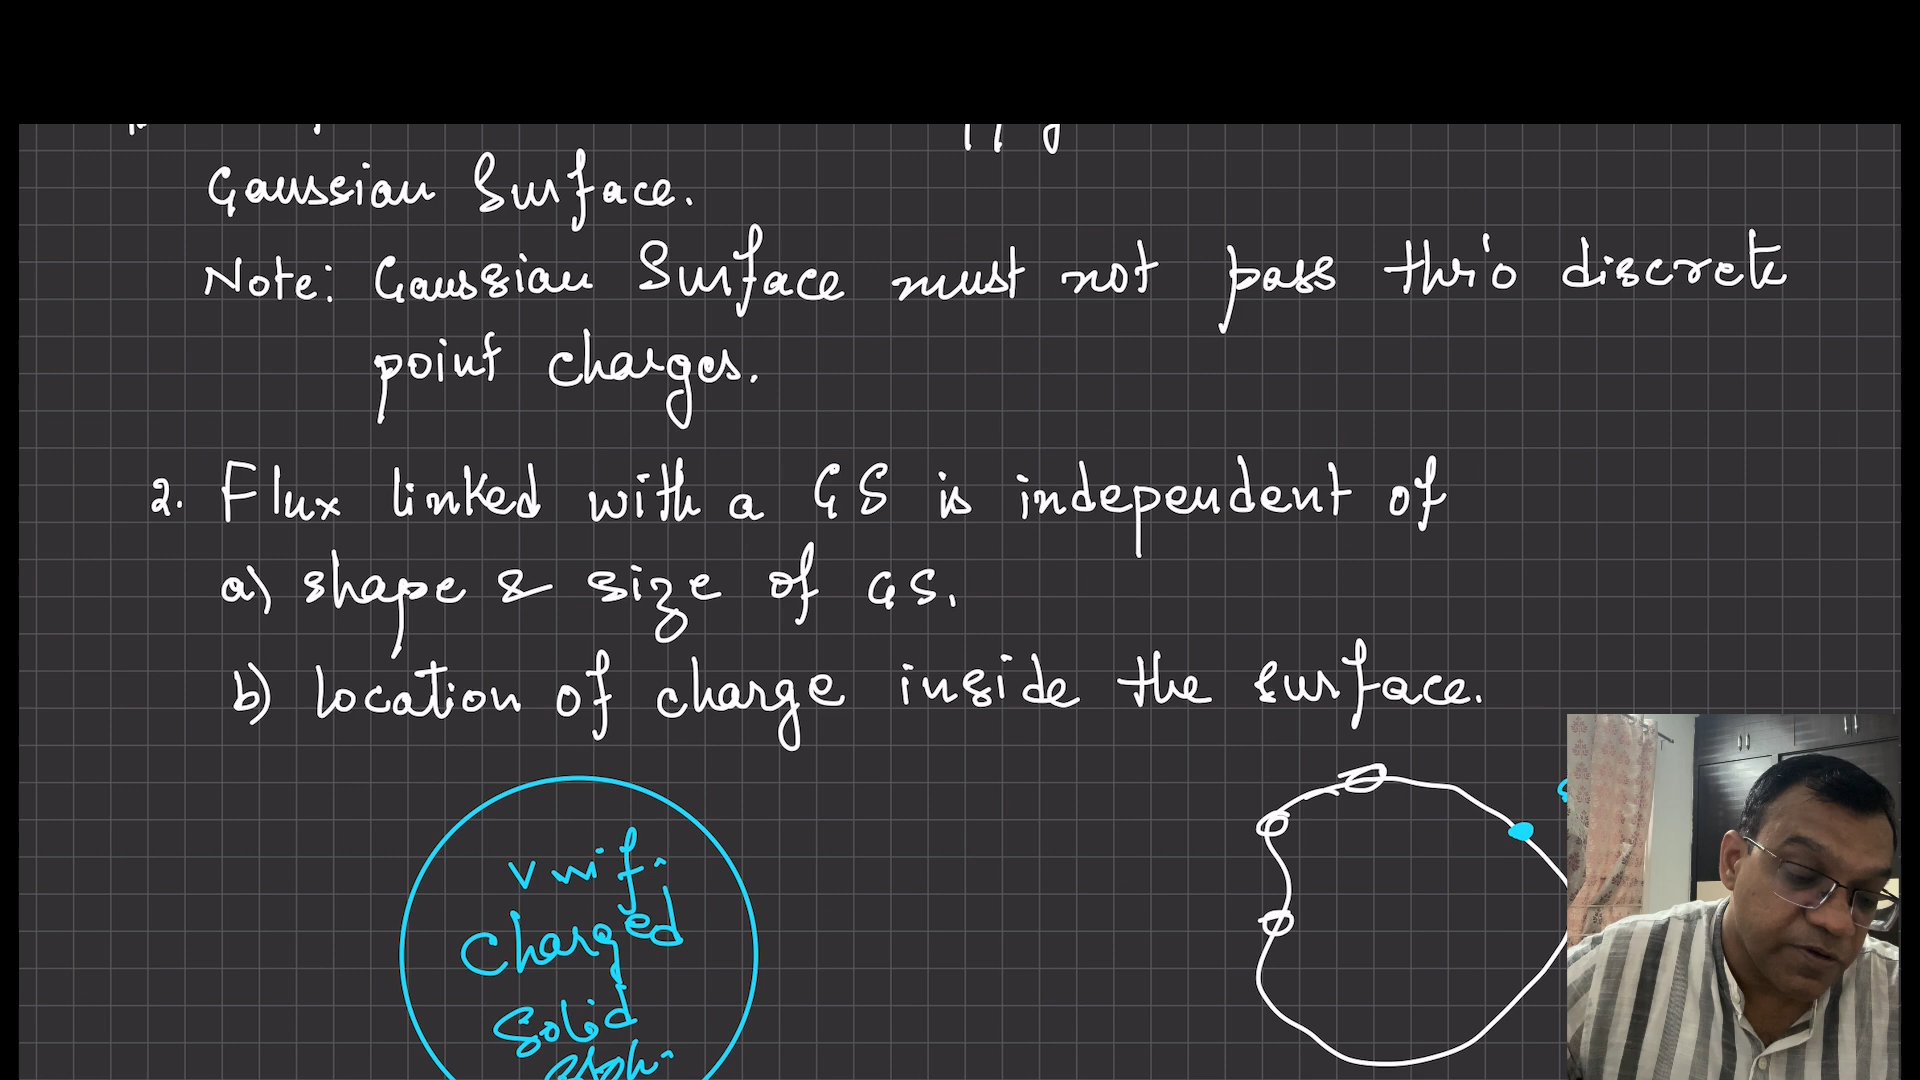 Gaussian Surface.
Note: Gaussian Surface must not pass thr'o discrete
point charges.
2. Flux linked with a GS is independent of
a) shape & size of GS.
b) location of charge inside the surface.
Unif.
Charged
Solid